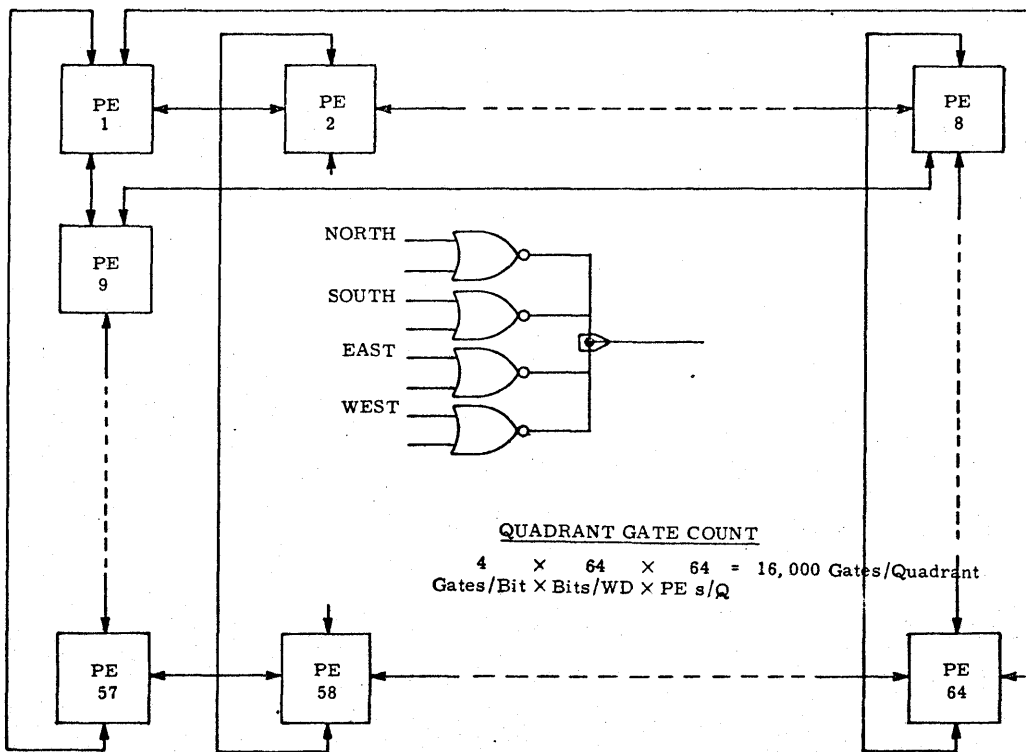 PE
1
PE
2
PE
8
PE
9
NORTH
SOUTH
EAST
WEST
QUADRANT GATE COUNT
4 × 64 × 64 = 16,000 Gates/Quadrant
Gates/Bit × Bits/WD × PE s/Q
PE
57
PE
58
PE
64